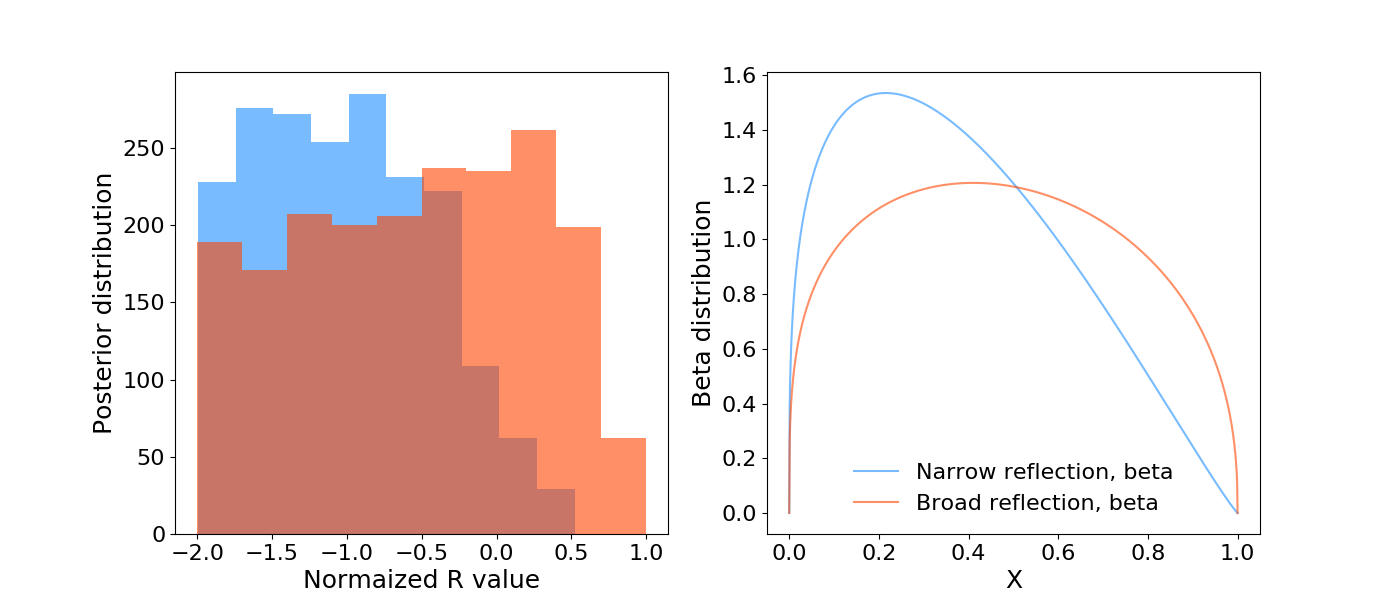 Posterior distribution
250
200
150
100
50
0
−2.0 −1.5 −1.0 −0.5 0.0 0.5 1.0
Normaized R value
Beta distribution
1.6
1.4
1.2
1.0
0.8
0.6
0.4
0.2
0.0
Narrow reflection, beta
Broad reflection, beta
0.0 0.2 0.4 0.6 0.8 1.0
X